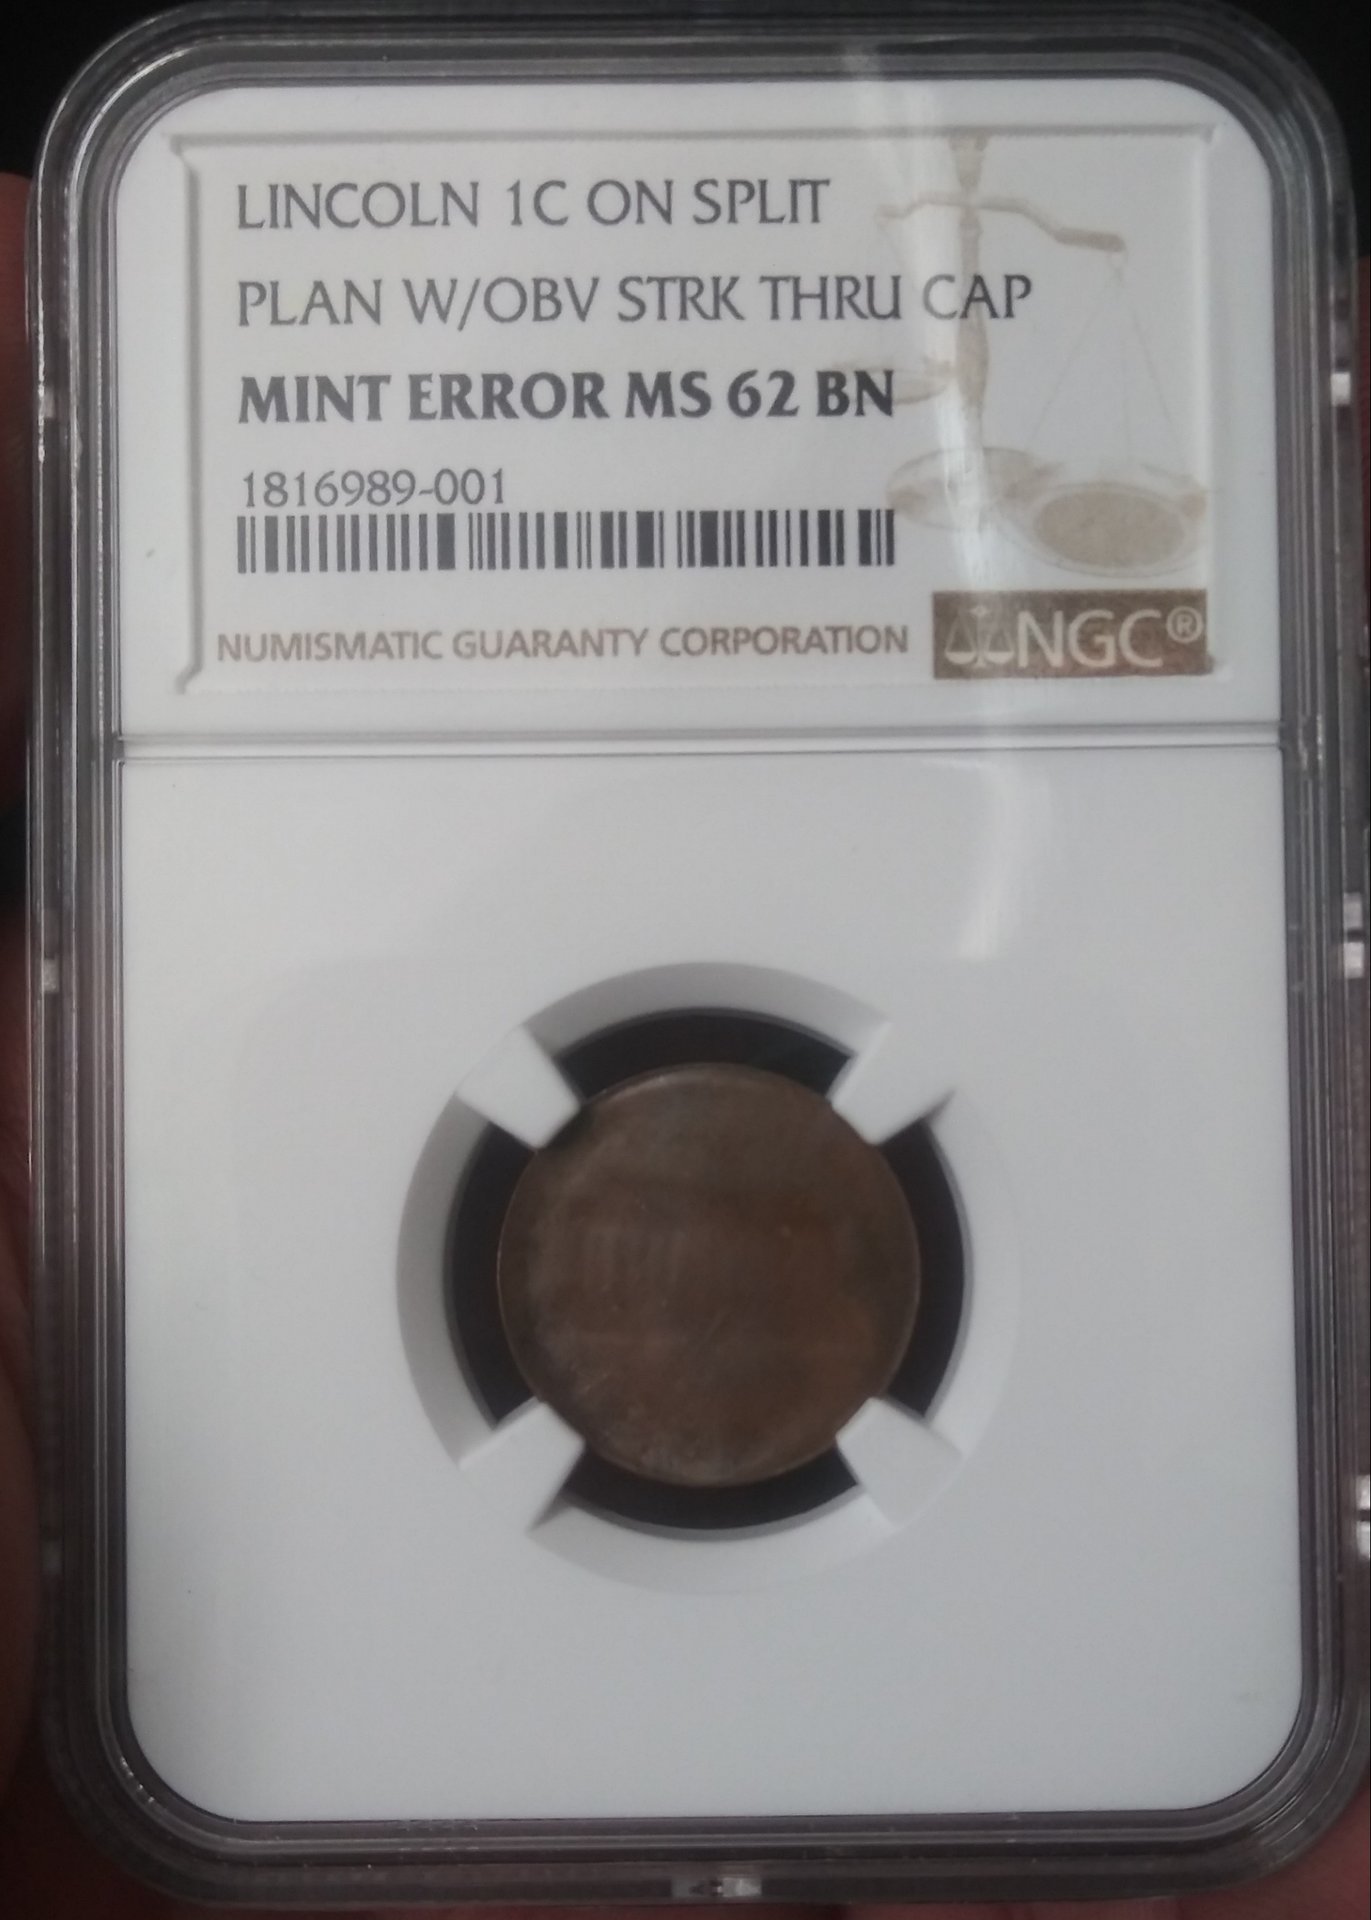 LINCOLN 1C ON SPLIT
PLAN W/OBV STRK THRU CAP
MINT ERROR MS 62 BN
1816989-001
NUMISMATIC GUARANTY CORPORATION NGC®